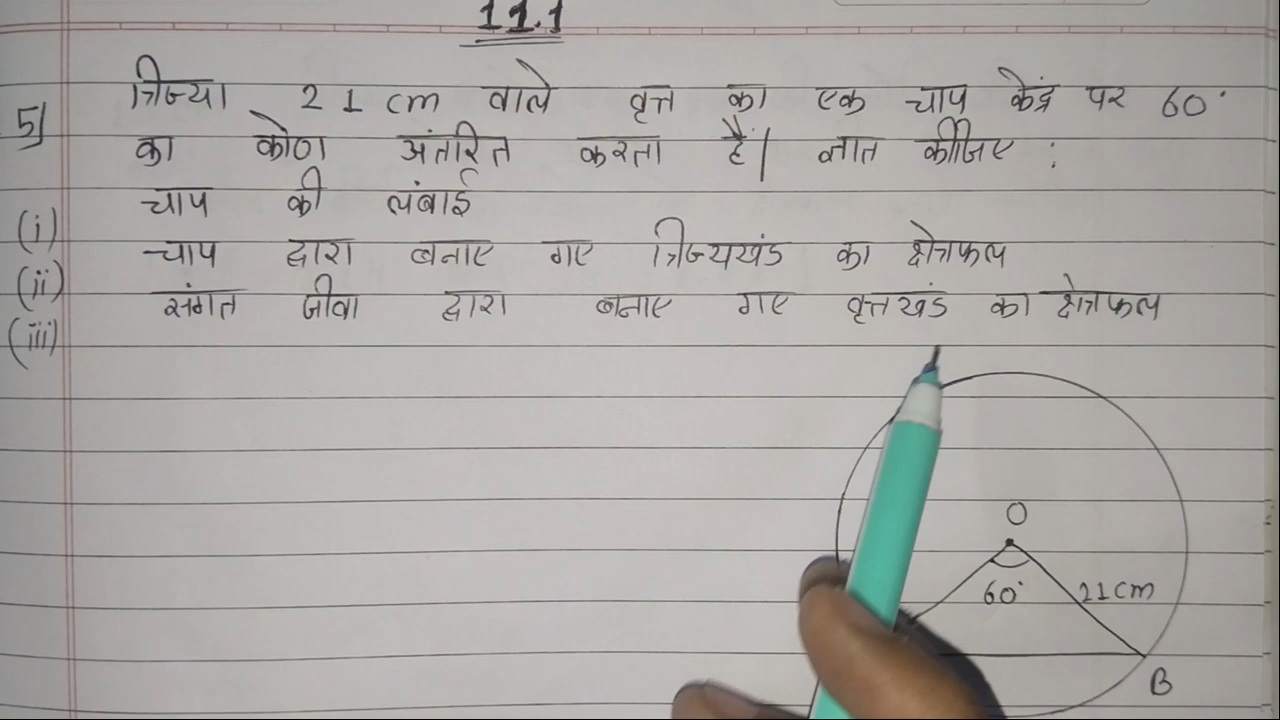 11.1
5) त्रिज्या 21 cm वाले वृत्त का एक चाप केंद्र पर 60°
का कोण अंतरित करता है| ज्ञात कीजिए :
(i) चाप की लंबाई
(ii) चाप द्वारा बनाए गए त्रिज्यखंड का क्षेत्रफल
(iii) संगत जीवा द्वारा बनाए गए वृत्तखंड का क्षेत्रफल
O
60° 21cm
B